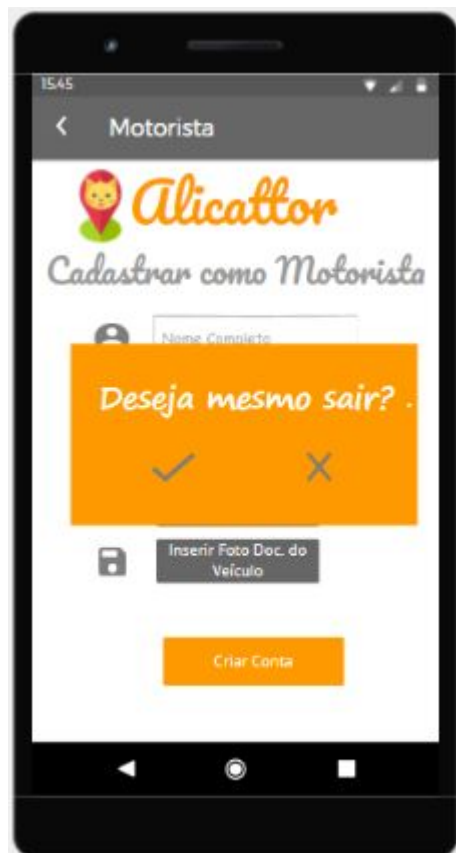 15:45
Motorista
Alicattor
Cadastrar como Motorista
Nome Completo
Deseja mesmo sair? .
Inserir Foto Doc. do
Veículo
Criar Conta